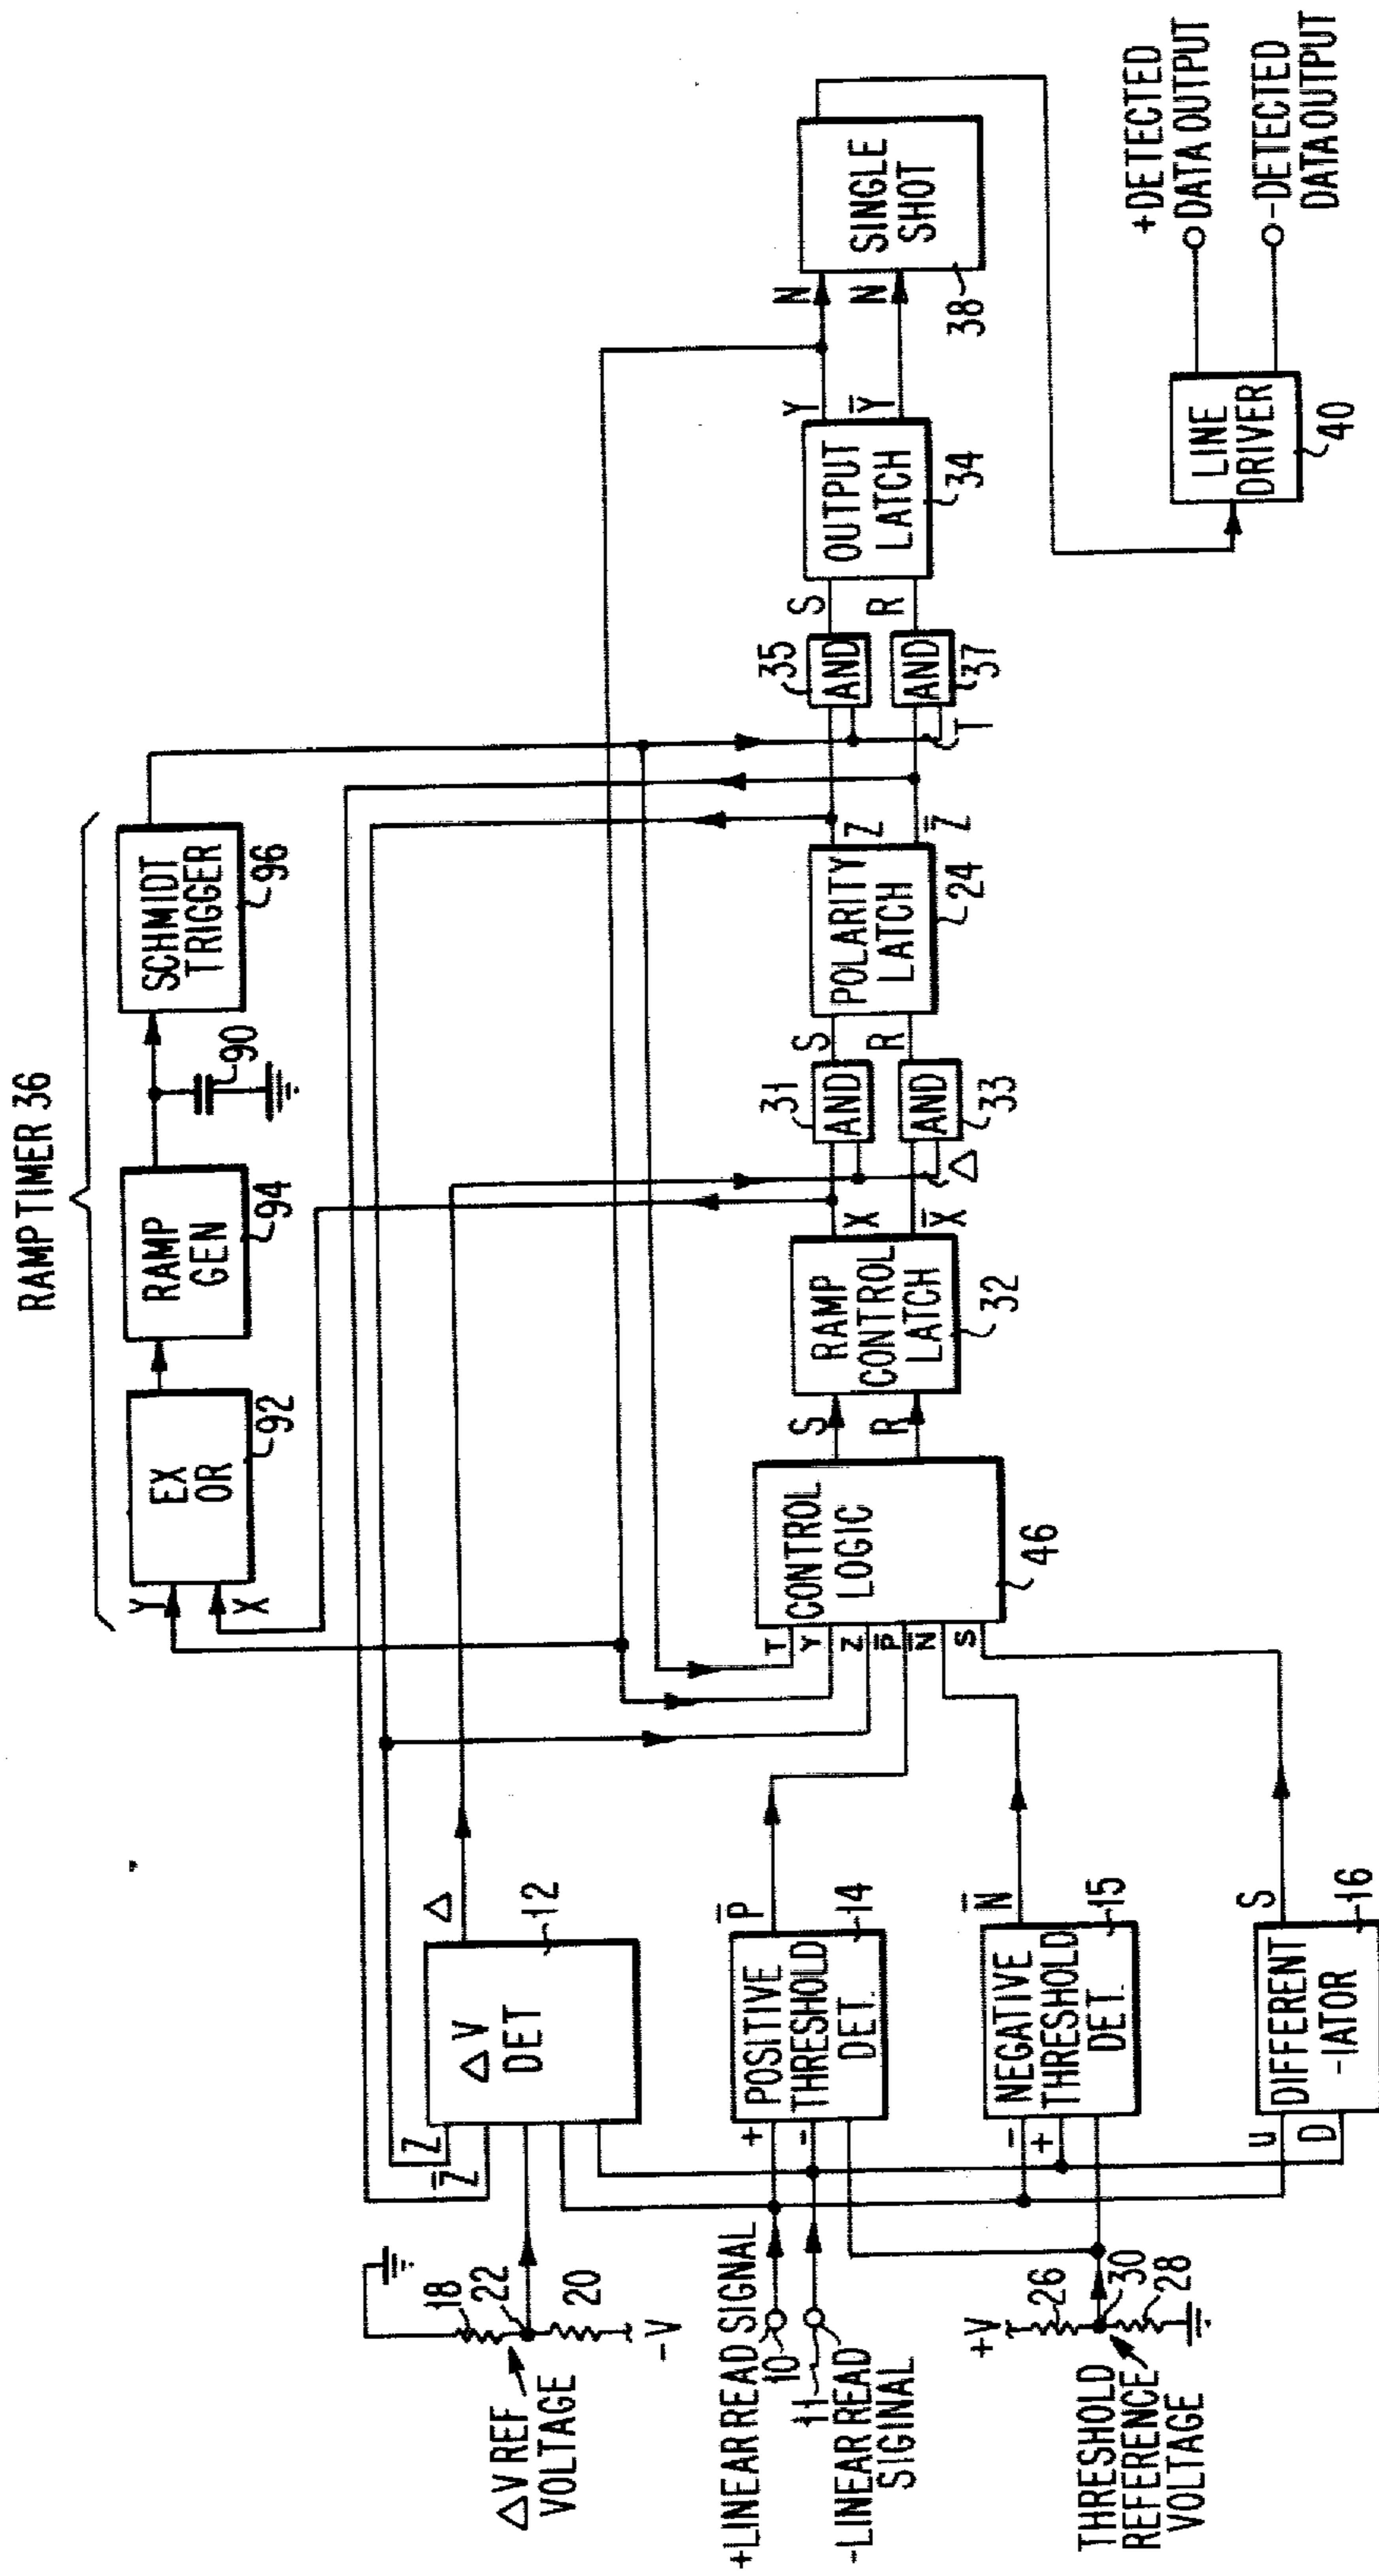 RAMP TIMER 36
Y
X
EX
OR
92
RAMP
GEN
94
90
SCHMIDT
TRIGGER
96
Δ V REF
VOLTAGE
18
22
20
-V
Z
Z̅
Δ V
DET
12
Δ
+LINEAR READ SIGNAL
10
11
-LINEAR READ
SIGINAL
+
-
POSITIVE
THRESHOLD
DET.
14
P̅
THRESHOLD
REFERENCE
VOLTAGE
+V
26
30
28
-
+
NEGATIVE
THRESHOLD
DET.
15
N̅
U
D
DIFFERENT
-IATOR
16
S
T
Y
Z
P̅
N̅
S
CONTROL
LOGIC
46
S
R
RAMP
CONTROL
LATCH
32
X
X̅
Δ
31
AND
AND
33
S
R
POLARITY
LATCH
24
Z
Z̅
T
35
AND
AND
37
S
R
OUTPUT
LATCH
34
Y
Y̅
N
N
SINGLE
SHOT
38
LINE
DRIVER
40
+DETECTED
DATA OUTPUT
-DETECTED
DATA OUTPUT